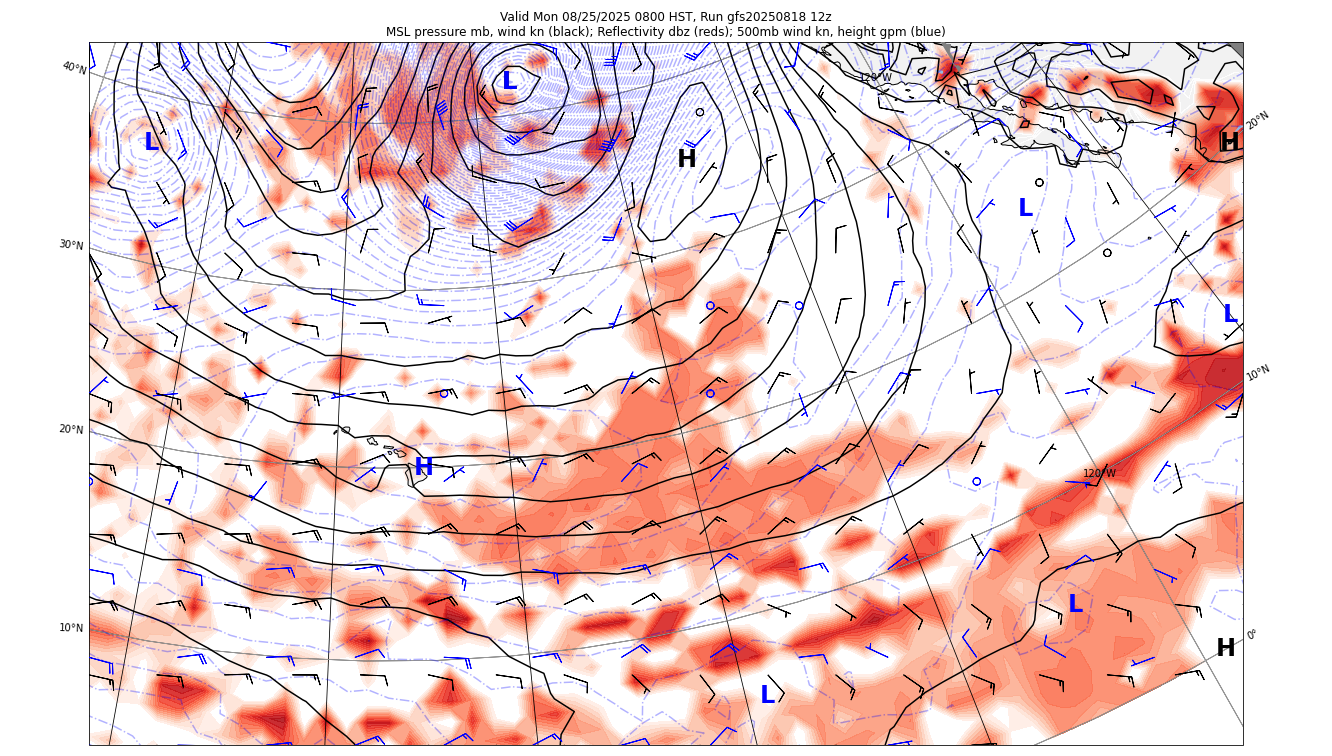 Valid Mon 08/25/2025 0800 HST, Run gfs20250818 12z
MSL pressure mb, wind kn (black); Reflectivity dbz (reds); 500mb wind kn, height gpm (blue)
40°N
120°W
L
20°N
L
H
H
L
30°N
L
10°N
20°N
H
120°W
L
10°N
0°
H
L